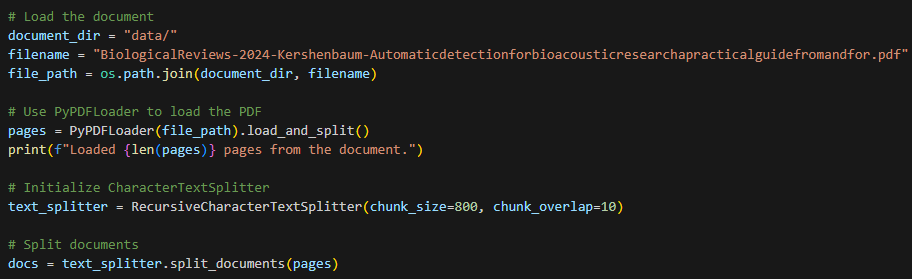 # Load the document
document_dir = "data/"
filename = "BiologicalReviews-2024-Kershenbaum-Automaticdetectionforbioacousticresearchapracticalguidefromandfor.pdf"
file_path = os.path.join(document_dir, filename)
# Use PyPDFLoader to load the PDF
pages = PyPDFLoader(file_path).load_and_split()
print(f"Loaded {len(pages)} pages from the document.")
# Initialize CharacterTextSplitter
text_splitter = RecursiveCharacterTextSplitter(chunk_size=800, chunk_overlap=10)
# Split documents
docs = text_splitter.split_documents(pages)